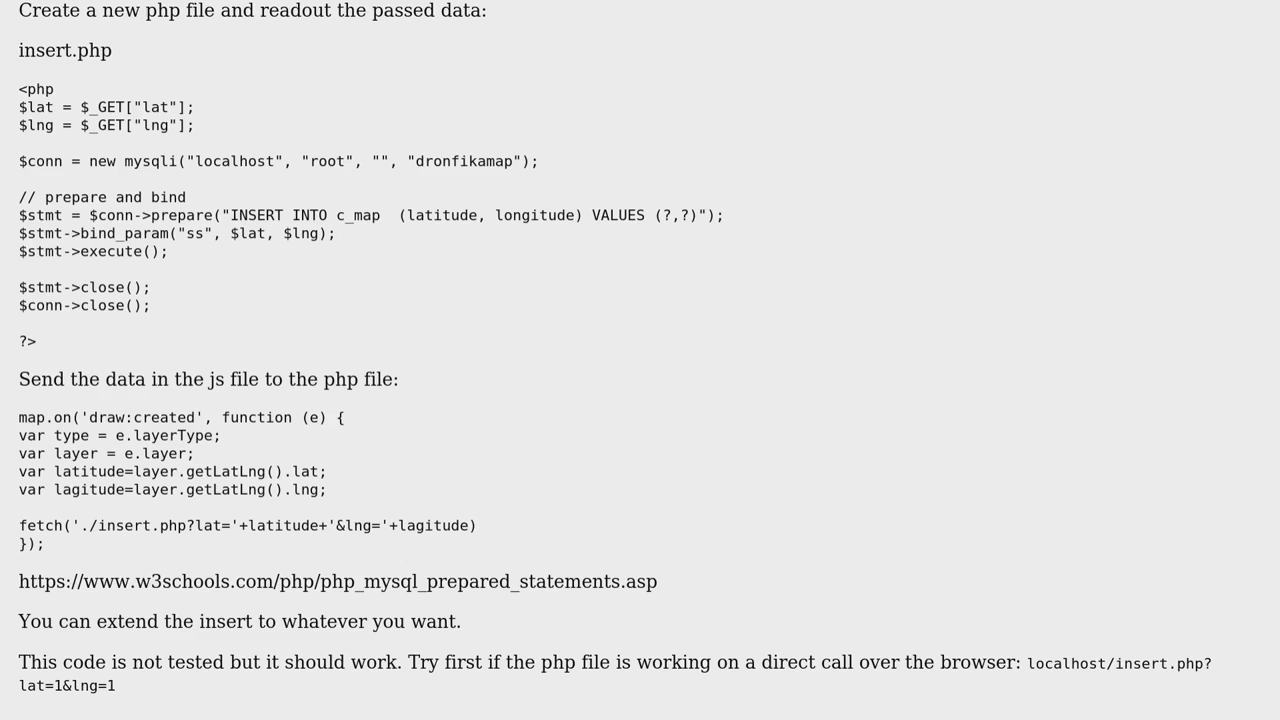 Create a new php file and readout the passed data:
insert.php
<php
$lat = $_GET["lat"];
$lng = $_GET["lng"];
$conn = new mysqli("localhost", "root", "", "dronfikamap");
// prepare and bind
$stmt = $conn->prepare("INSERT INTO c_map  (latitude, longitude) VALUES (?,?)");
$stmt->bind_param("ss", $lat, $lng);
$stmt->execute();
$stmt->close();
$conn->close();
?>
Send the data in the js file to the php file:
map.on('draw:created', function (e) {
var type = e.layerType;
var layer = e.layer;
var latitude=layer.getLatLng().lat;
var lagitude=layer.getLatLng().lng;
fetch('./insert.php?lat='+latitude+'&lng='+lagitude)
});
https://www.w3schools.com/php/php_mysql_prepared_statements.asp
You can extend the insert to whatever you want.
This code is not tested but it should work. Try first if the php file is working on a direct call over the browser: localhost/insert.php?
lat=1&lng=1